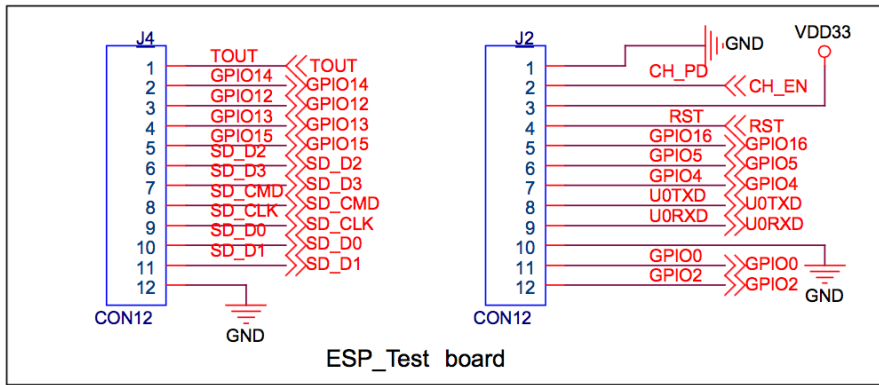 J4
1 TOUT TOUT
2 GPIO14 GPIO14
3 GPIO12 GPIO12
4 GPIO13 GPIO13
5 GPIO15 GPIO15
6 SD_D2 SD_D2
7 SD_D3 SD_D3
8 SD_CMD SD_CMD
9 SD_CLK SD_CLK
10 SD_D0 SD_D0
11 SD_D1 SD_D1
12
GND
CON12
J2
VDD33
1 GND
2 CH_PD CH_EN
3
4 RST RST
5 GPIO16 GPIO16
6 GPIO5 GPIO5
7 GPIO4 GPIO4
8 U0TXD U0TXD
9 U0RXD U0RXD
10
11 GPIO0 GPIO0
12 GPIO2 GPIO2
GND
CON12
ESP_Test board